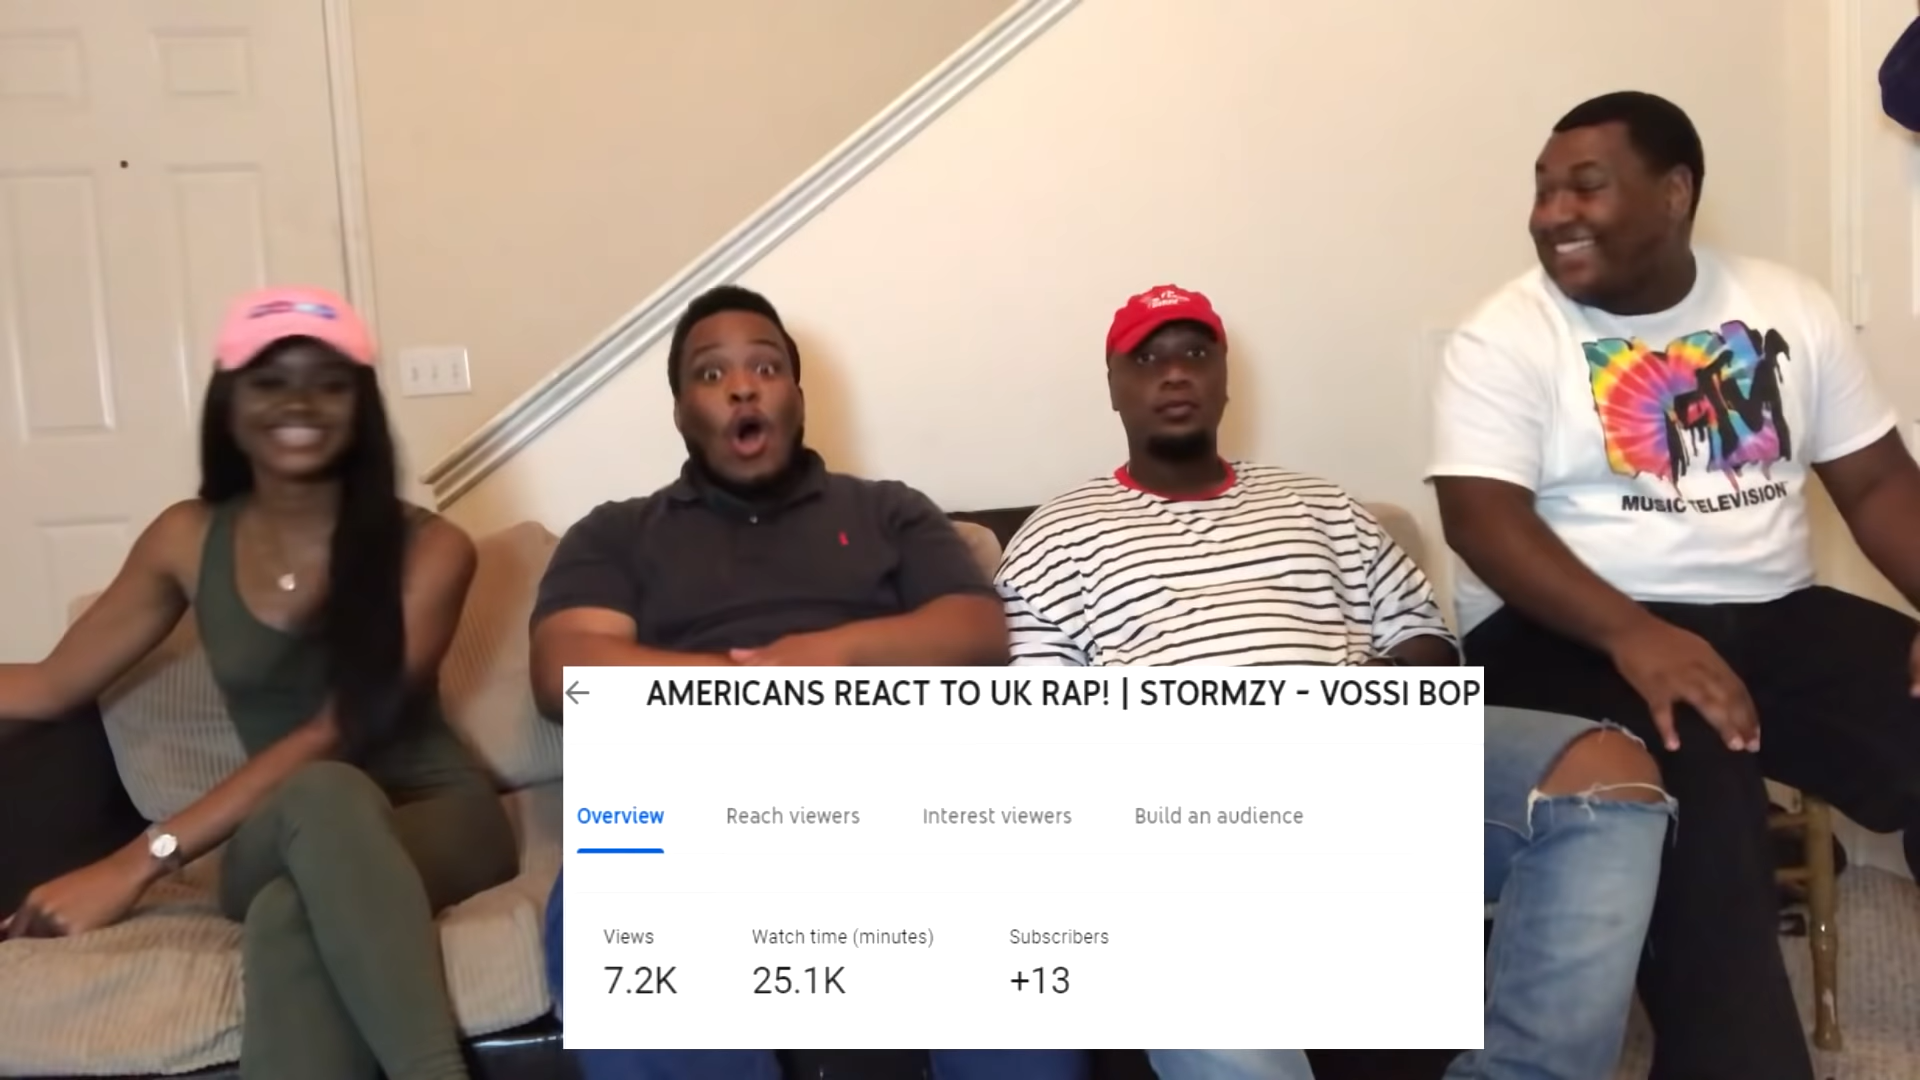 MUSIC TELEVISION
AMERICANS REACT TO UK RAP! | STORMZY - VOSSI BOP
Overview Reach viewers Interest viewers Build an audience
Views Watch time (minutes) Subscribers
7.2K 25.1K +13